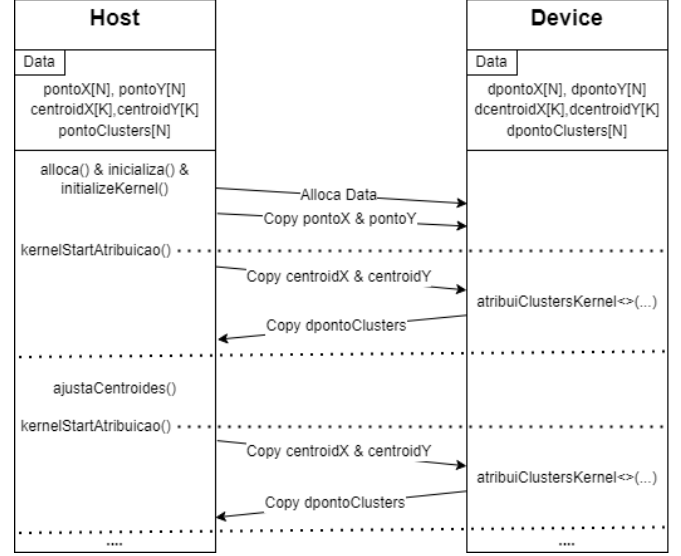 Host
Device
Data
Data
pontoX[N], pontoY[N]
centroidX[K],centroidY[K]
pontoClusters[N]
dpontoX[N], dpontoY[N]
dcentroidX[K],dcentroidY[K]
dpontoClusters[N]
alloca() & inicializa() &
initializeKernel()
Alloca Data
Copy pontoX & pontoY
kernelStartAtribuicao()
Copy centroidX & centroidY
atribuiClustersKernel<>(...)
Copy dpontoClusters
ajustaCentroides()
kernelStartAtribuicao()
Copy centroidX & centroidY
atribuiClustersKernel<>(...)
Copy dpontoClusters
....
....